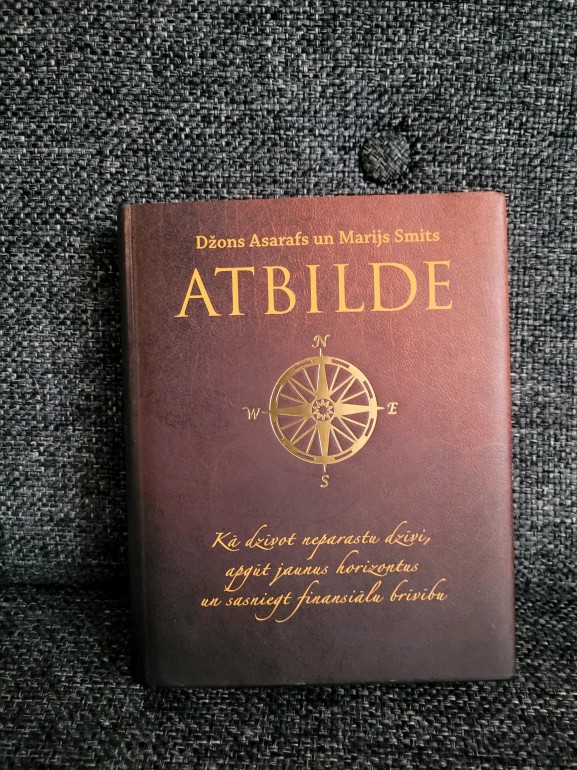 Džons Asarafs un Marijs Smits
ATBILDE
N
W E
S
Kā dzīvot neparastu dzīvi,
apgūt jaunus horizontus
un sasniegt finansiālu brīvību